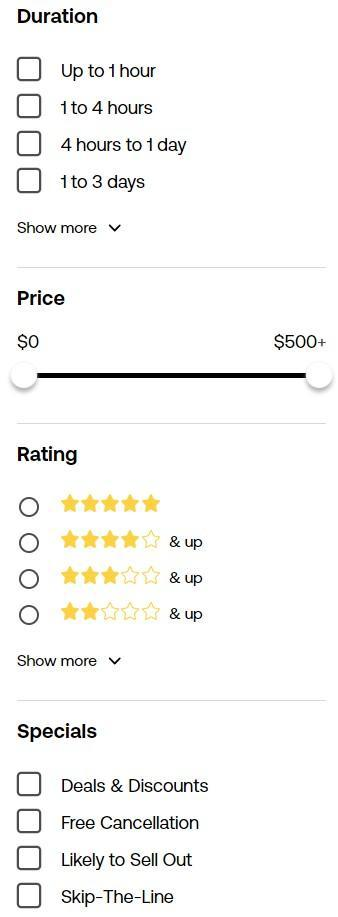 Duration
Up to 1 hour
1 to 4 hours
4 hours to 1 day
1 to 3 days
Show more
Price
$0 $500+
Rating
& up
& up
& up
Show more
Specials
Deals & Discounts
Free Cancellation
Likely to Sell Out
Skip-The-Line